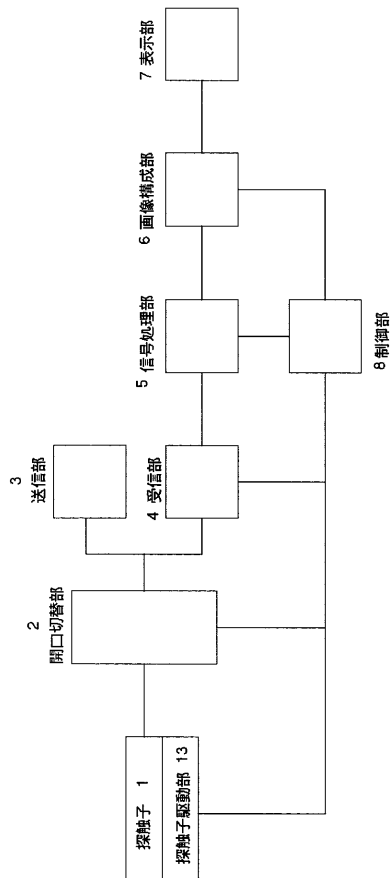 探触子 1
探触子駆動部 13
2
開口切替部
3
送信部
4 受信部
5 信号処理部
6 画像構成部
7 表示部
8 制御部